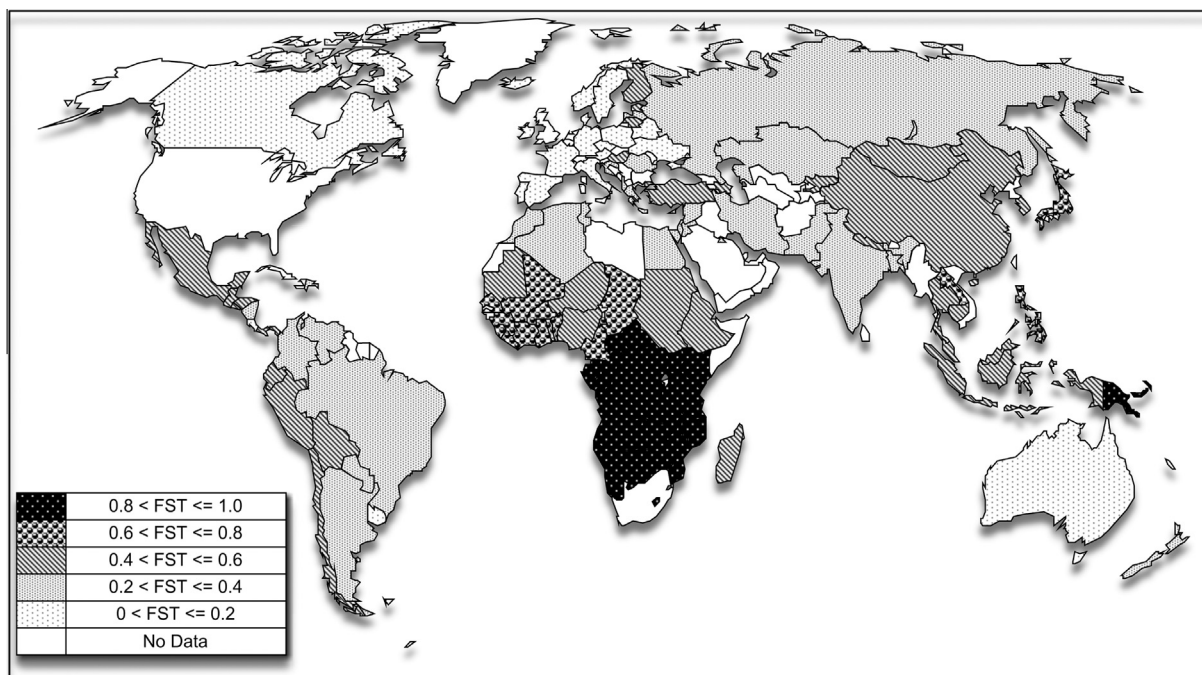 0.8 < FST <= 1.0
0.6 < FST <= 0.8
0.4 < FST <= 0.6
0.2 < FST <= 0.4
0 < FST <= 0.2
No Data